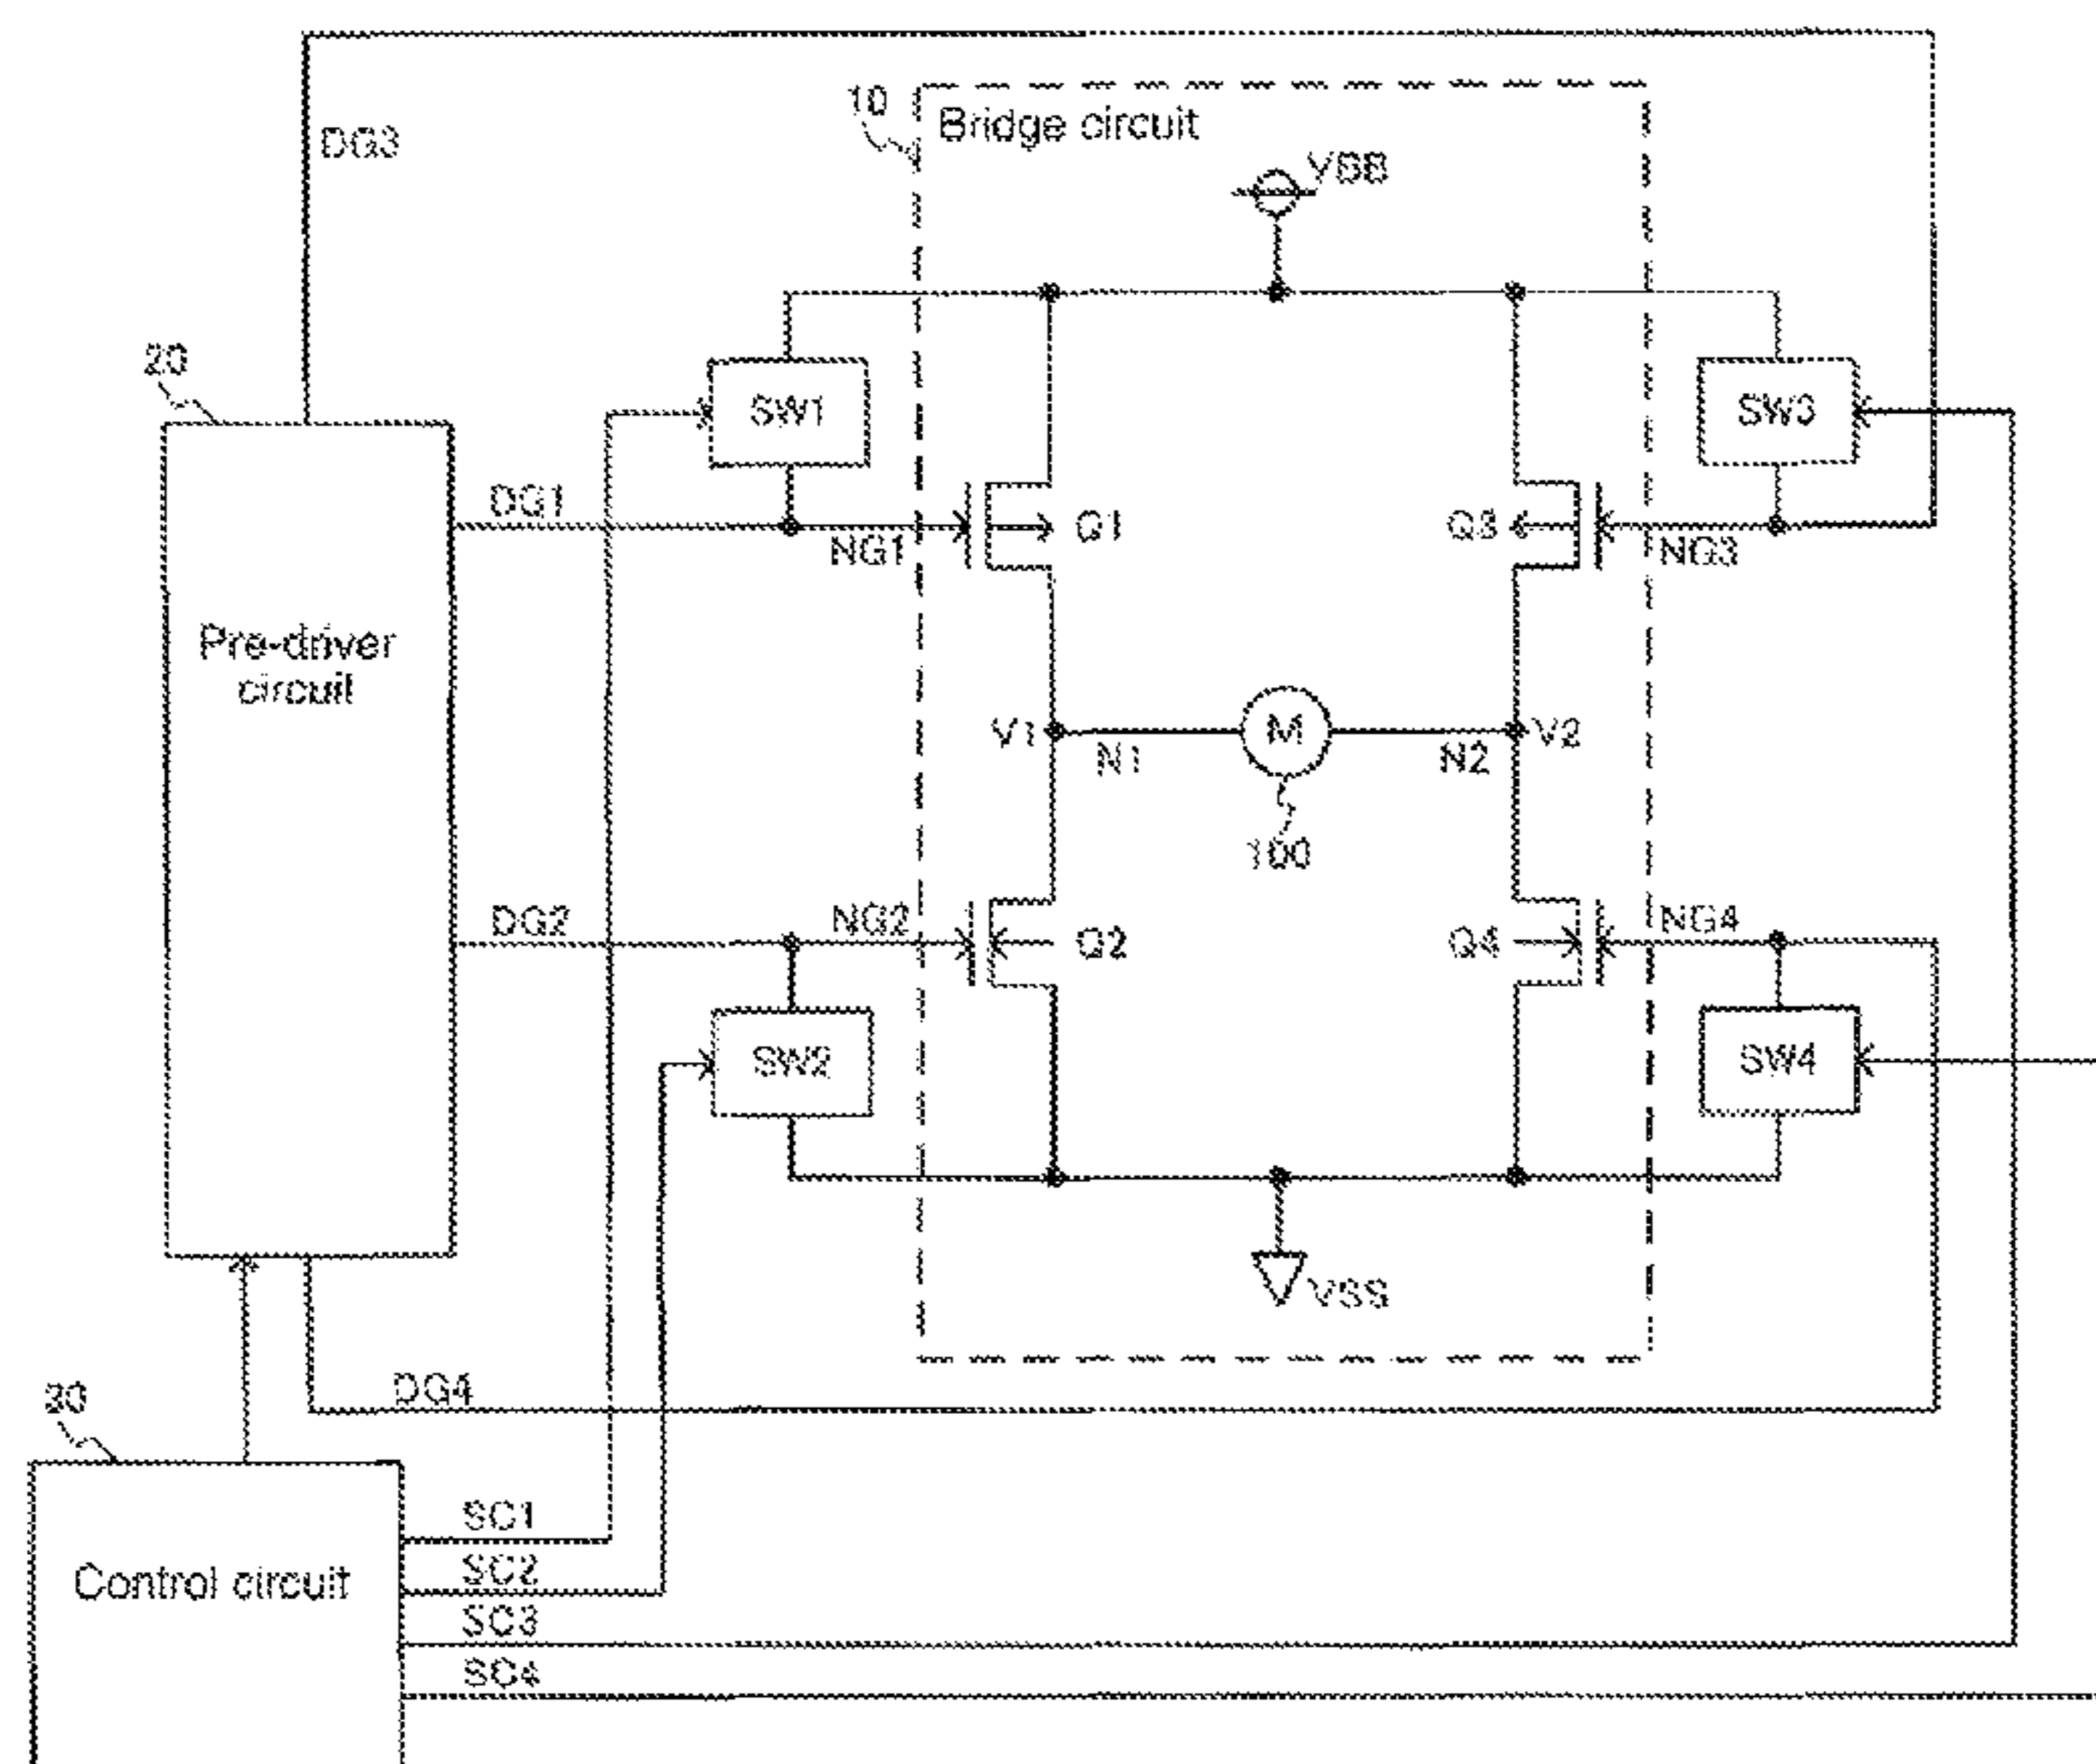 DG3
10
Bridge circuit
VBB
20
SW1
SW3
DG1
NG1
Q1
Q3
NG3
Pre-driver
circuit
V1
N1
M
N2
V2
100
DG2
NG2
Q2
Q4
NG4
SW2
SW4
VSS
DG4
30
SC1
Control circuit
SC2
SC3
SC4